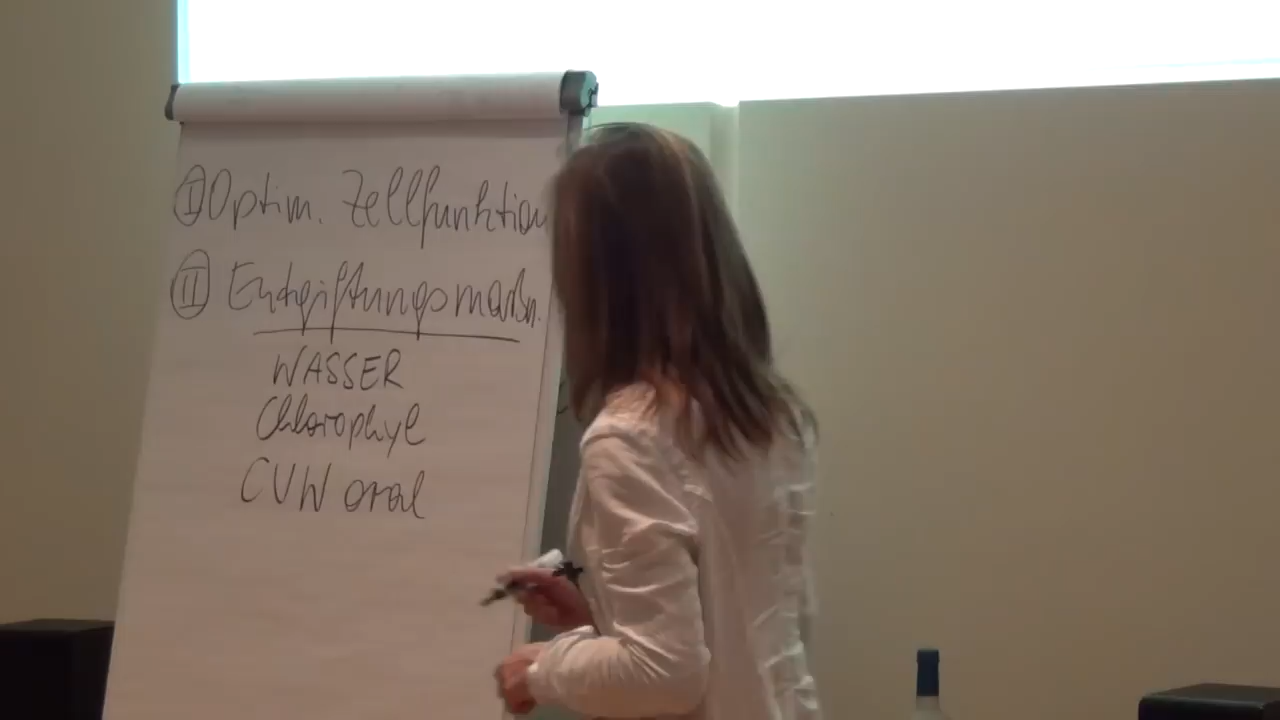 I Optim. Zellfunktion
II Entgiftungsmaßn.
WASSER
Chlorophyl
CVW oral